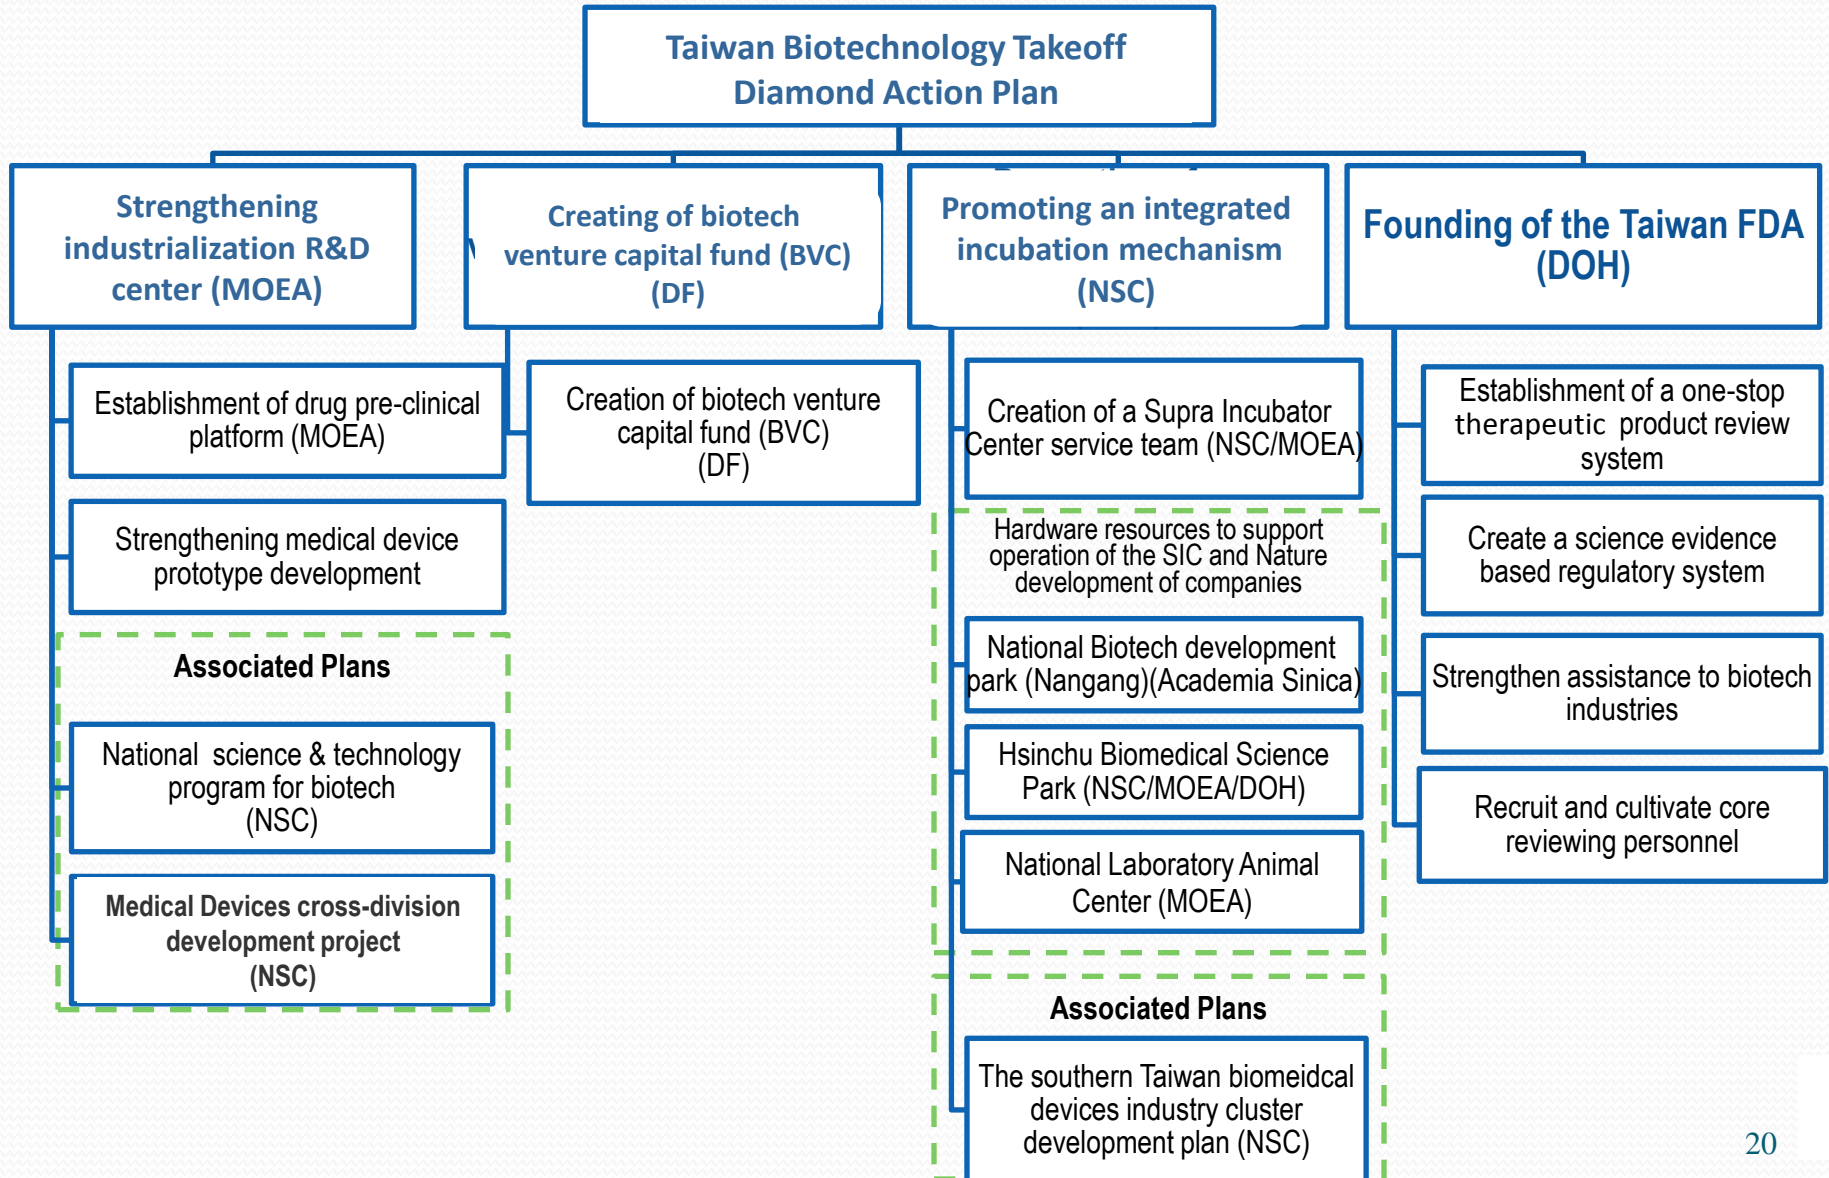 Taiwan Biotechnology Takeoff
Diamond Action Plan
Strengthening
industrialization R&D
center (MOEA)
Establishment of drug pre-clinical
platform (MOEA)
Strengthening medical device
prototype development
Associated Plans
National science & technology
program for biotech
(NSC)
Medical Devices cross-division
development project
(NSC)
Creating of biotech
venture capital fund (BVC)
(DF)
Creation of biotech venture
capital fund (BVC)
(DF)
Promoting an integrated
incubation mechanism
(NSC)
Creation of a Supra Incubator
Center service team (NSC/MOEA)
Hardware resources to support
operation of the SIC and Nature
development of companies
National Biotech development
park (Nangang)(Academia Sinica)
Hsinchu Biomedical Science
Park (NSC/MOEA/DOH)
National Laboratory Animal
Center (MOEA)
Associated Plans
The southern Taiwan biomeidcal
devices industry cluster
development plan (NSC)
Founding of the Taiwan FDA
(DOH)
Establishment of a one-stop
therapeutic product review
system
Create a science evidence
based regulatory system
Strengthen assistance to biotech
industries
Recruit and cultivate core
reviewing personnel
20